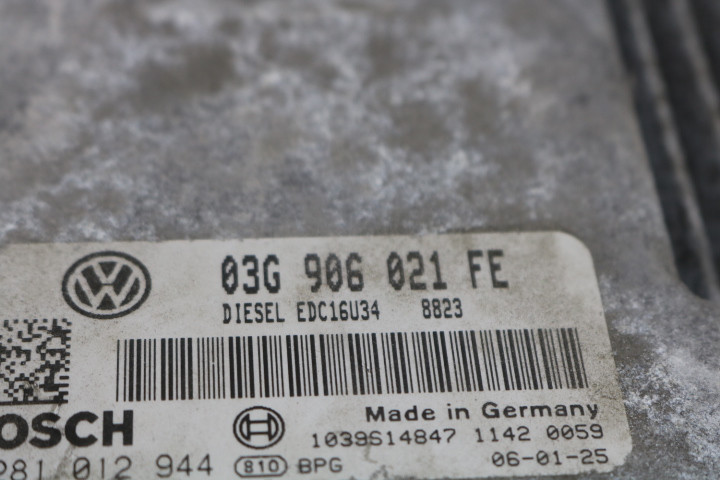 03G 906 021 FE
DIESEL EDC16U34 8823
OSCH
Made in Germany
1039S14847 1142 0059
281 012 944 810 BPG
06-01-25